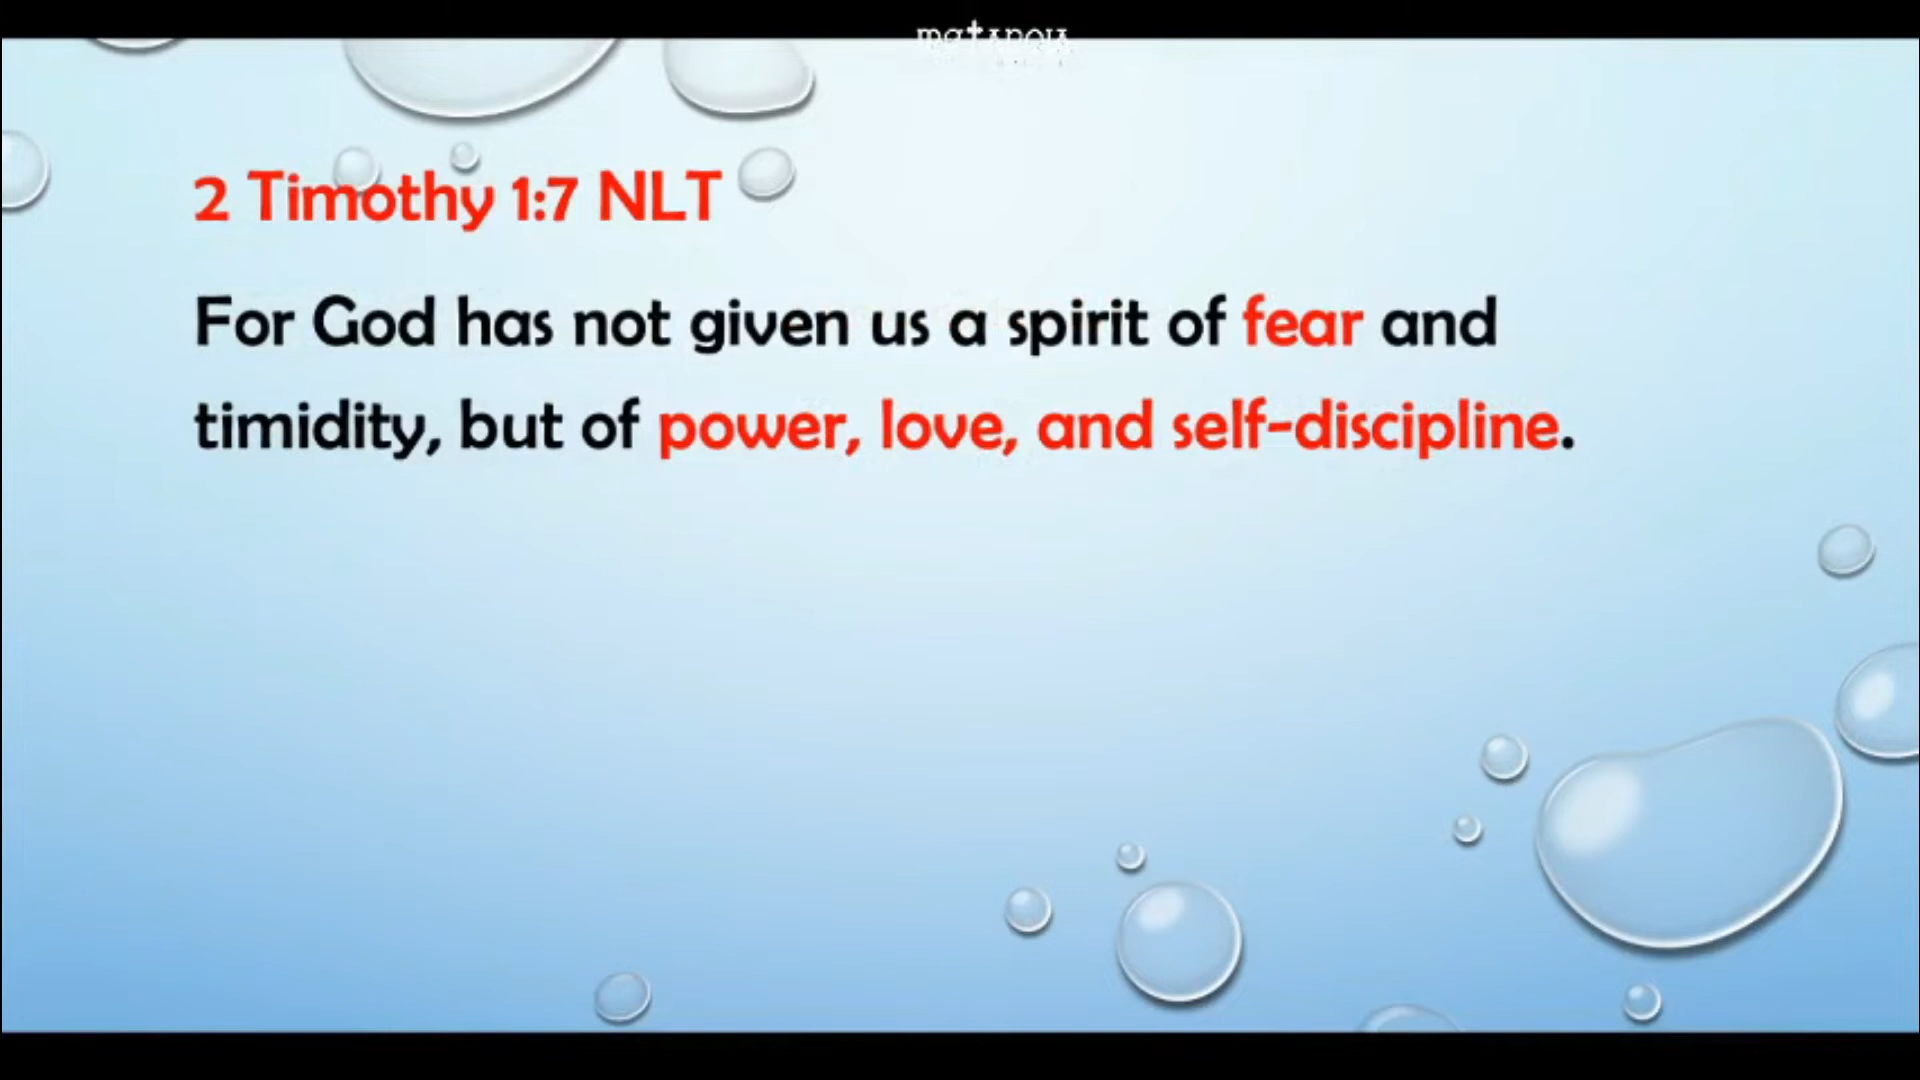 2 Timothy 1:7 NLT
For God has not given us a spirit of fear and
timidity, but of power, love, and self-discipline.